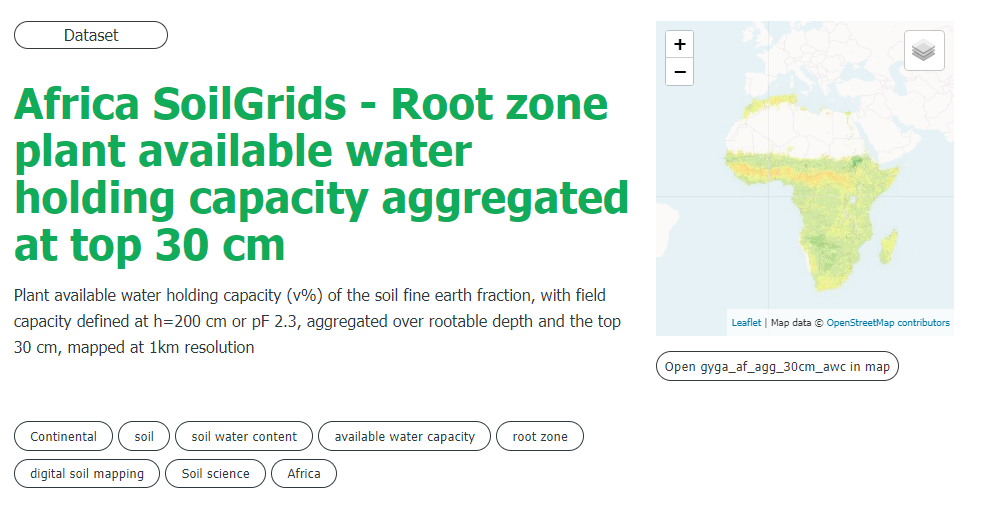 Dataset
Africa SoilGrids - Root zone
plant available water
holding capacity aggregated
at top 30 cm
Plant available water holding capacity (v%) of the soil fine earth fraction, with field
capacity defined at h=200 cm or pF 2.3, aggregated over rootable depth and the top
30 cm, mapped at 1km resolution
Continental soil soil water content available water capacity root zone
digital soil mapping Soil science Africa
+
−
Leaflet | Map data © OpenStreetMap contributors
Open gyga_af_agg_30cm_awc in map